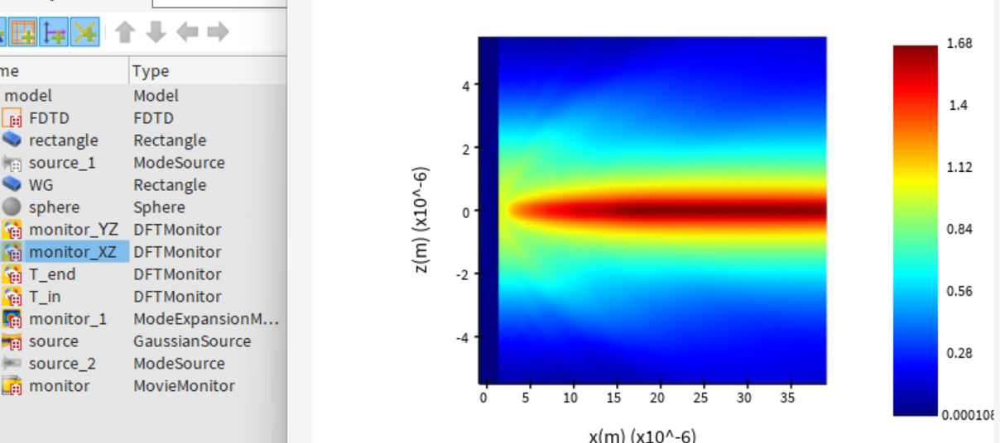 me Type
model Model
FDTD FDTD
rectangle Rectangle
source_1 ModeSource
WG Rectangle
sphere Sphere
monitor_YZ DFTMonitor
monitor_XZ DFTMonitor
T_end DFTMonitor
T_in DFTMonitor
monitor_1 ModeExpansionM...
source GaussianSource
source_2 ModeSource
monitor MovieMonitor
z(m) (x10^-6)
4
2
0
-2
-4
0 5 10 15 20 25 30 35
x(m) (x10^-6)
1.68
1.4
1.12
0.84
0.56
0.28
0.000108